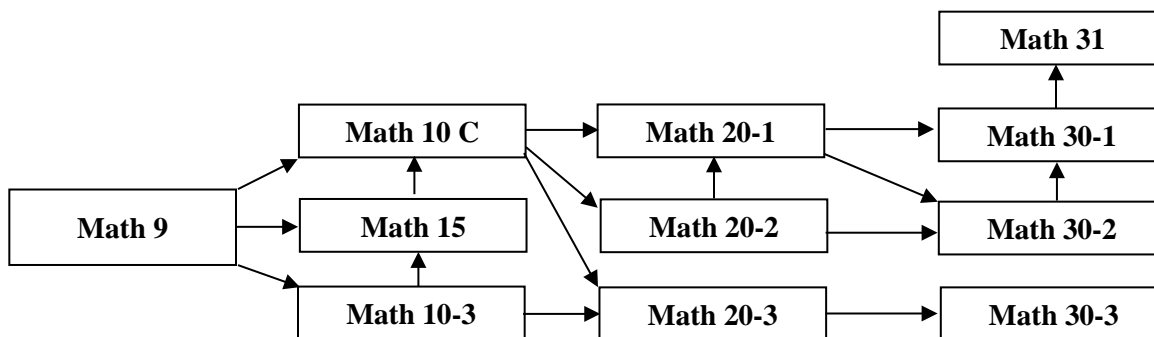 Math 31
Math 10 C
Math 20-1
Math 30-1
Math 9
Math 15
Math 20-2
Math 30-2
Math 10-3
Math 20-3
Math 30-3